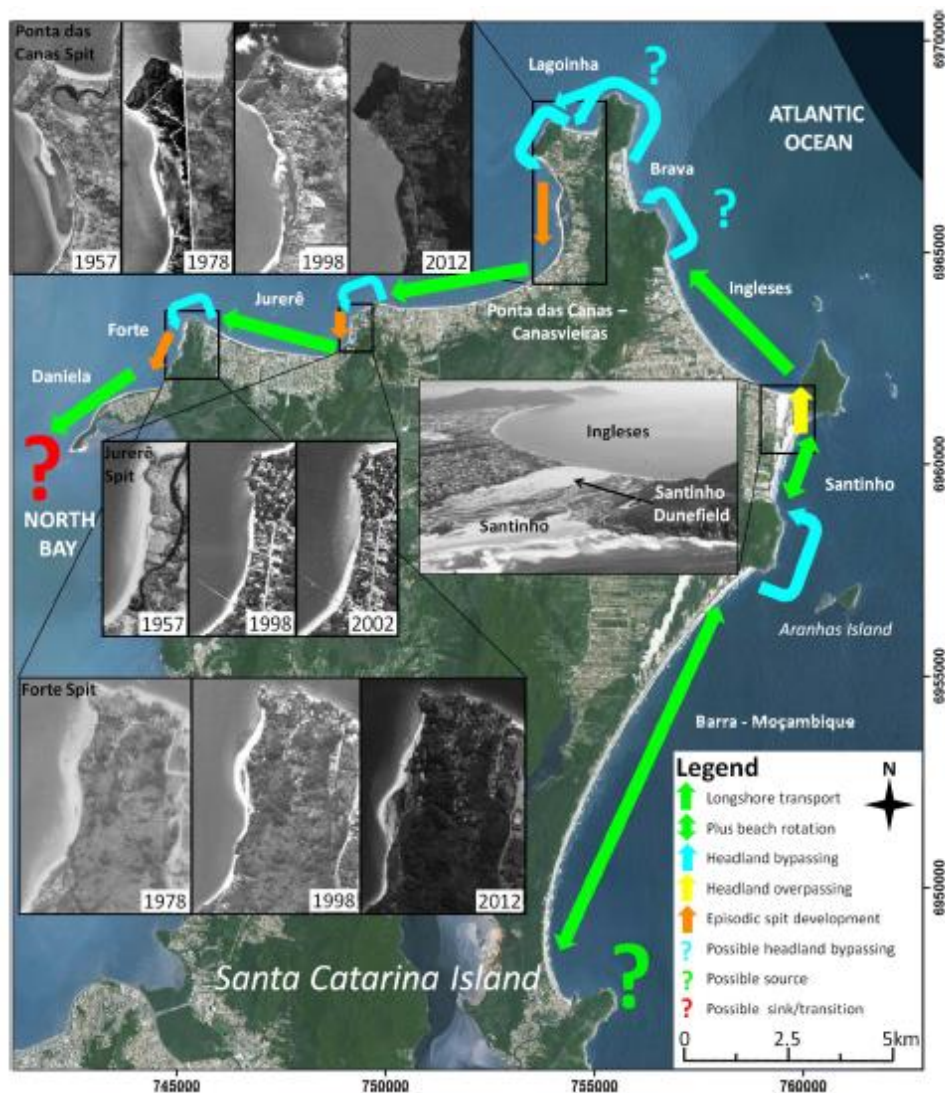 Ponta das
Canas Spit
1957
1978
1998
2012
Lagoinha
?
ATLANTIC
OCEAN
Brava
?
Ingleses
Jurerê
Forte
Ponta das Canas –
Canasvieiras
Daniela
?
NORTH
BAY
Ingleses
Santinho
Dunefield
Santinho
Santinho
Jurerê
Spit
1957
1998
2002
Aranhas Island
Forte Spit
1978
1998
2012
Barra - Moçambique
Santa Catarina Island
?
Legend
N
Longshore transport
Plus beach rotation
Headland bypassing
Headland overpassing
Episodic spit development
? Possible headland bypassing
? Possible source
? Possible sink/transition
0 2.5 5km
6970000
6965000
6960000
6955000
6950000
745000 750000 755000 760000